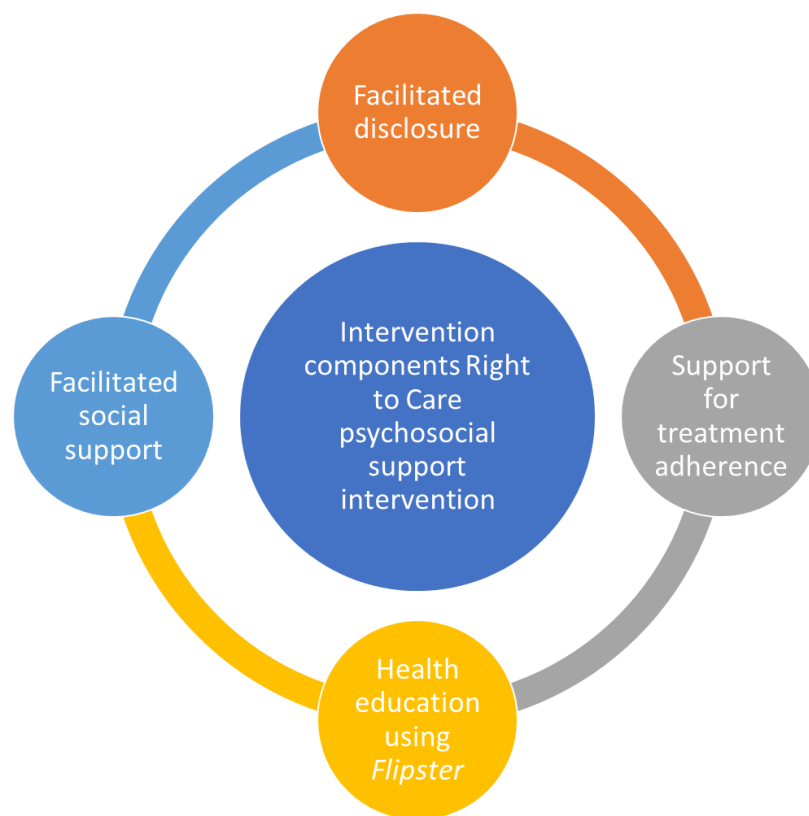 Facilitated
disclosure
Intervention
components Right
to Care
psychosocial
support
intervention
Facilitated
social
support
Support
for
treatment
adherence
Health
education
using
Flipster